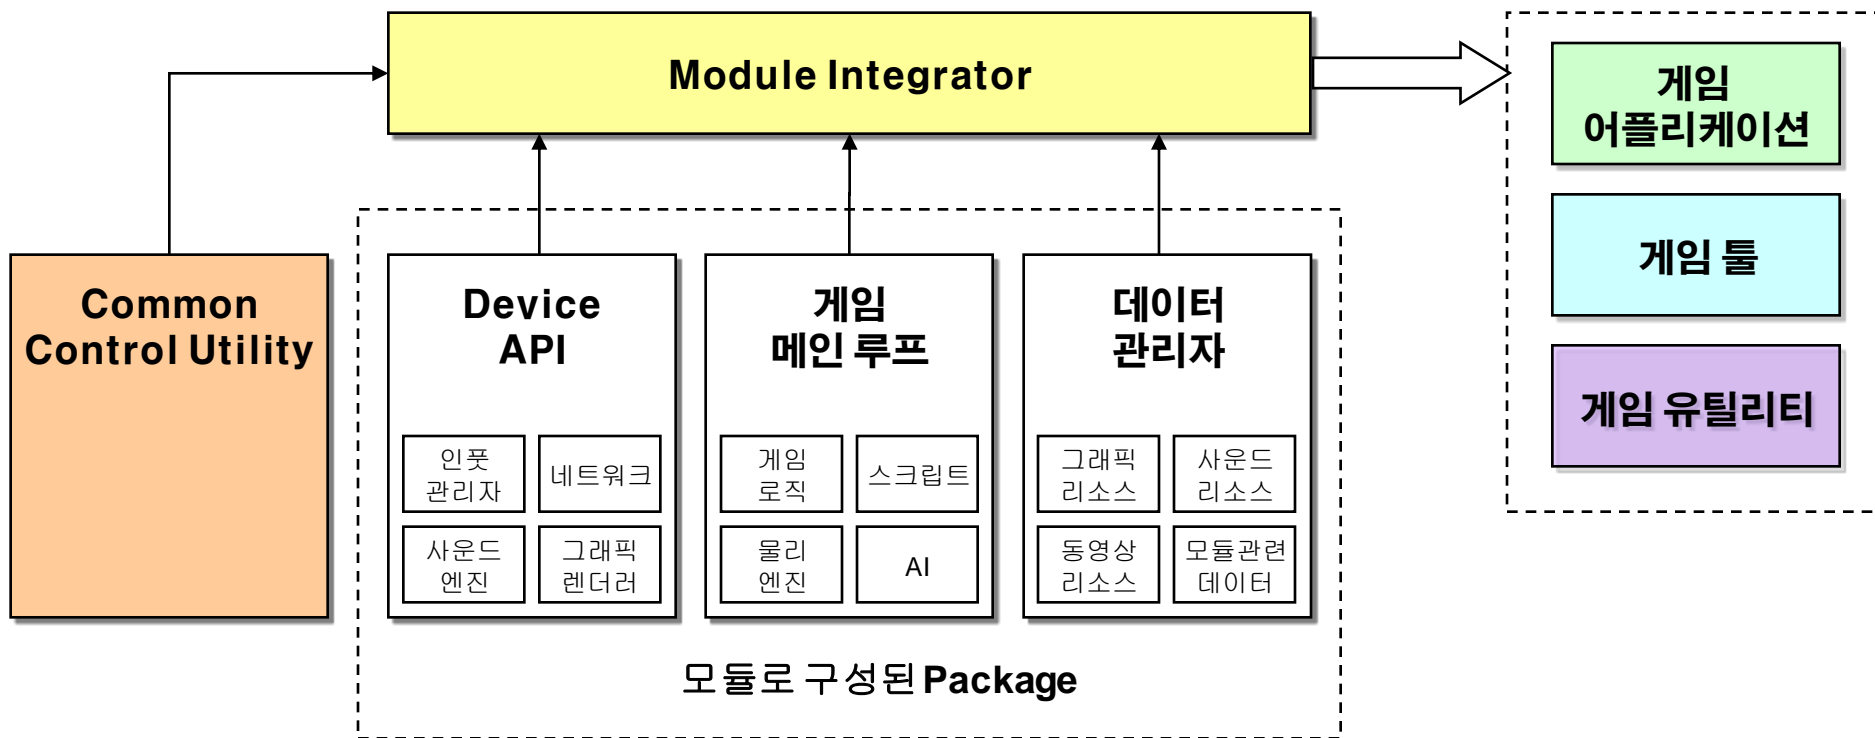 Module Integrator
게임
어플리케이션
게임 툴
게임 유틸리티
Common
Control Utility
Device
API
인풋
관리자
네트워크
사운드
엔진
그래픽
렌더러
게임
메인 루프
게임
로직
스크립트
물리
엔진
AI
데이터
관리자
그래픽
리소스
사운드
리소스
동영상
리소스
모듈관련
데이터
모듈로 구성된 Package